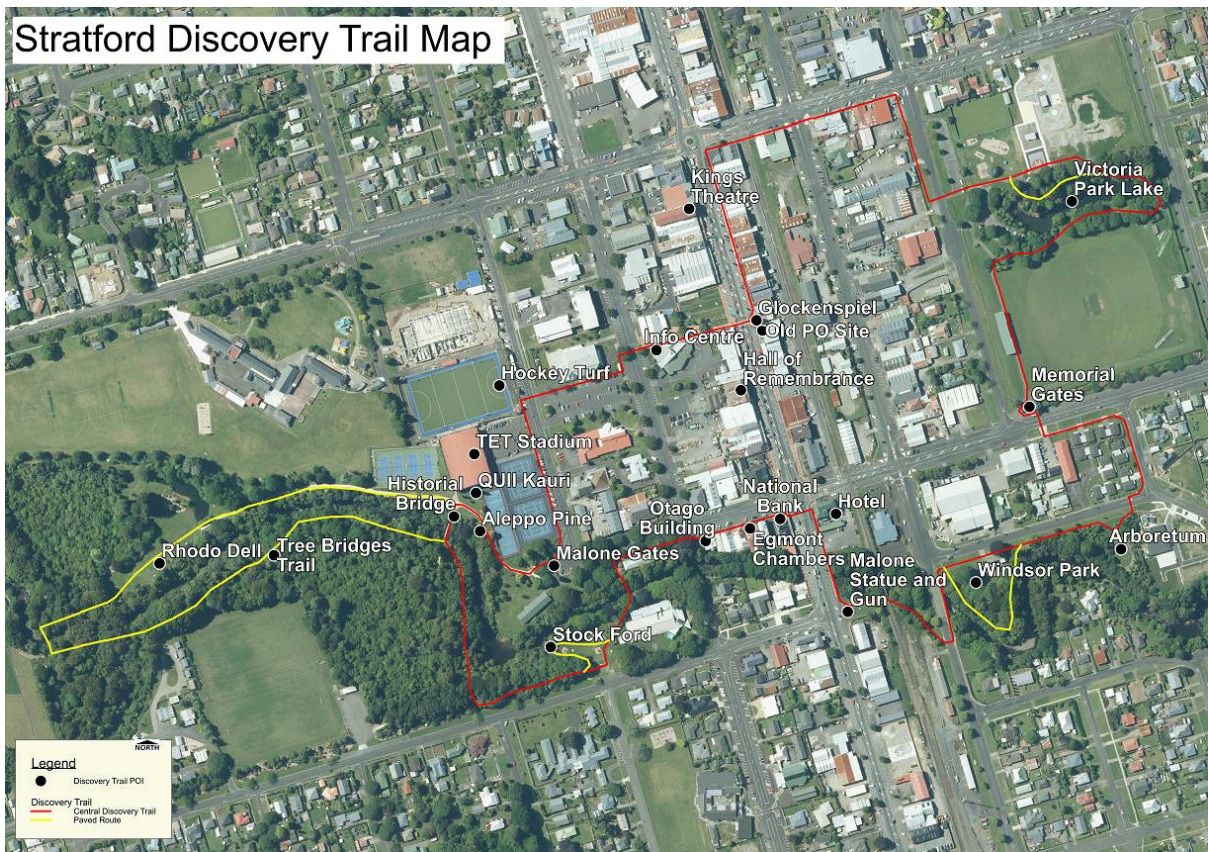 Stratford Discovery Trail Map
Kings
Theatre
Victoria
Park Lake
Glockenspiel
Old PO Site
Info Centre
Hall of
Remembrance
Hockey Turf
Memorial
Gates
TET Stadium
QUII Kauri
Historial
Bridge
Aleppo Pine
National
Bank
Hotel
Otago
Building
Egmont
Chambers
Malone Gates
Arboretum
Rhodo Dell
Tree Bridges
Trail
Malone
Statue and
Gun
Windsor Park
Stock Ford
NORTH
Legend
Discovery Trail POI
Discovery Trail
Central Discovery Trail
Paved Route